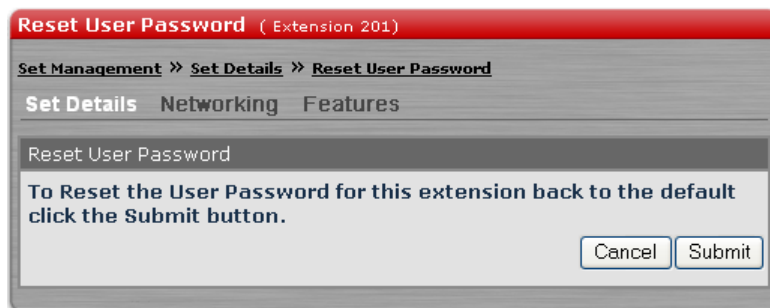 Reset User Password ( Extension 201)
Set Management » Set Details » Reset User Password
Set Details Networking Features
Reset User Password
To Reset the User Password for this extension back to the default
click the Submit button.
Cancel Submit